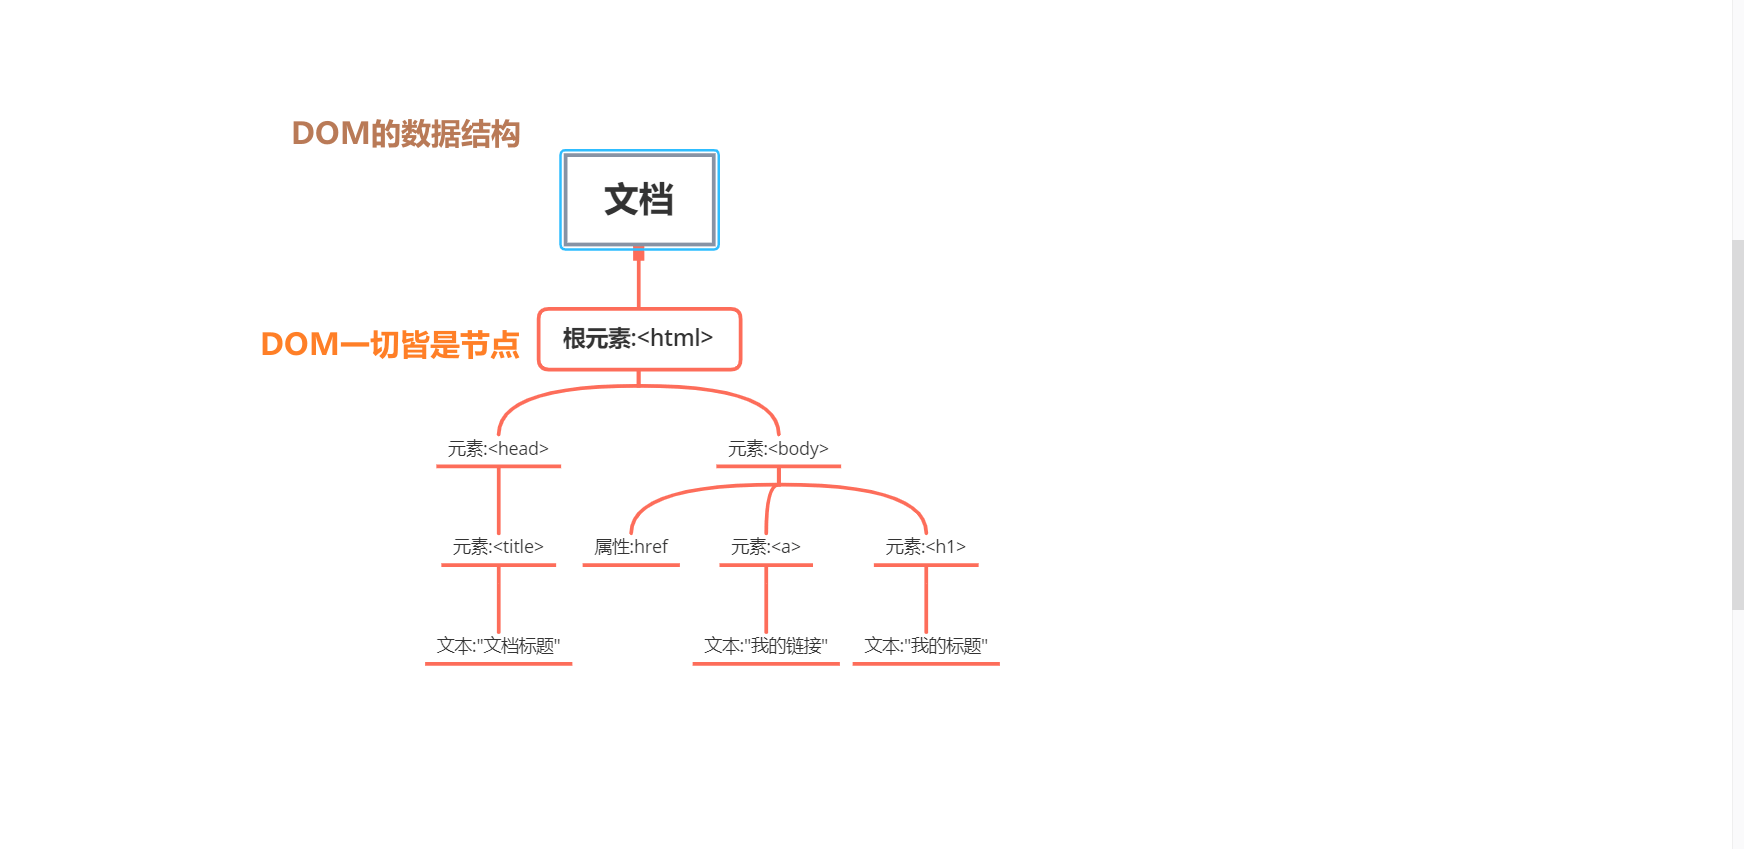 DOM的数据结构
文档
根元素:<html>
DOM一切皆是节点
元素:<head>
元素:<body>
元素:<title>
属性:href
元素:<a>
元素:<h1>
文本:"文档标题"
文本:"我的链接"
文本:"我的标题"